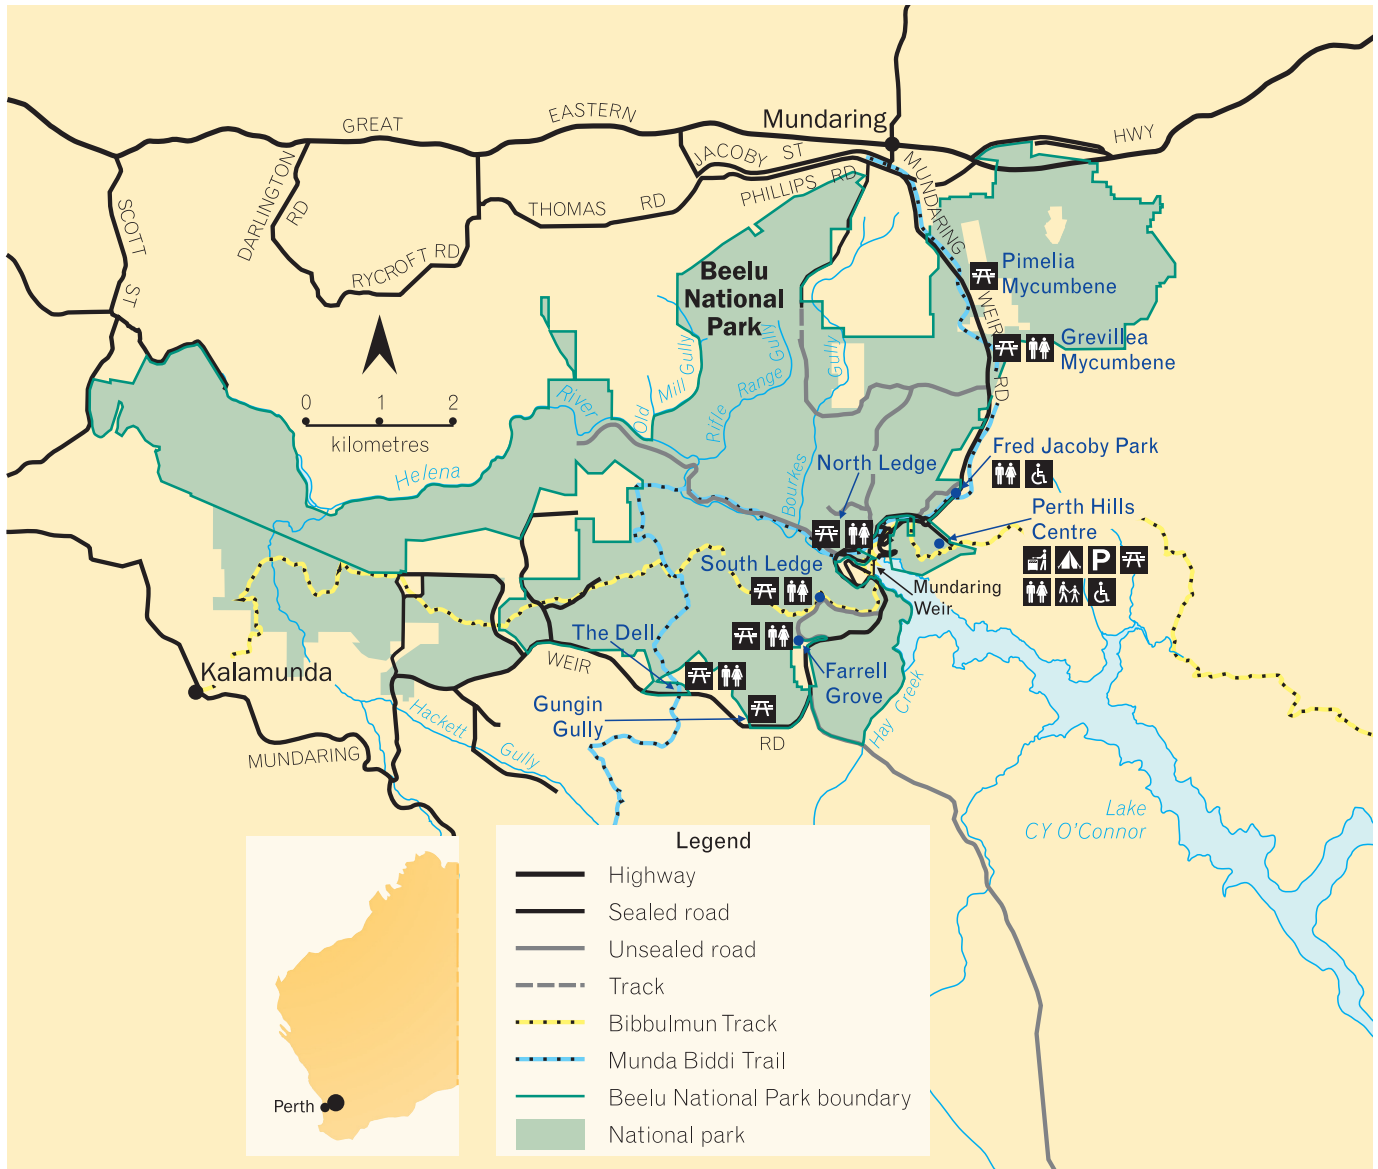 GREAT
EASTERN
HWY
Mundaring
JACOBY ST
PHILLIPS RD
THOMAS RD
DARLINGTON RD
SCOTT ST
RYCROFT RD
MUNDARING
WEIR
RD
Beelu
National
Park
Pimelia
Mycumbene
Grevillea
Mycumbene
0 1 2
kilometres
River
Helena
Old Mill Gully
Rifle Range Gully
Bourkes Gully
North Ledge
Fred Jacoby Park
Perth Hills
Centre
P
South Ledge
Mundaring
Weir
The Dell
Farrell
Grove
Gungin
Gully
Kalamunda
MUNDARING
WEIR
RD
Hackett Gully
Hay Creek
Lake
CY O'Connor
Perth
Legend
Highway
Sealed road
Unsealed road
Track
Bibbulmun Track
Munda Biddi Trail
Beelu National Park boundary
National park